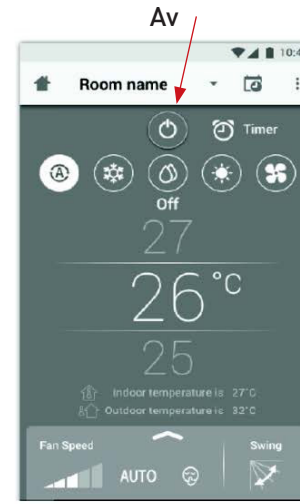 Av
10:4
Room name
Timer
A
Off
27
26°C
25
Indoor temperature is 27°C
Outdoor temperature is 32°C
Fan Speed
Swing
AUTO